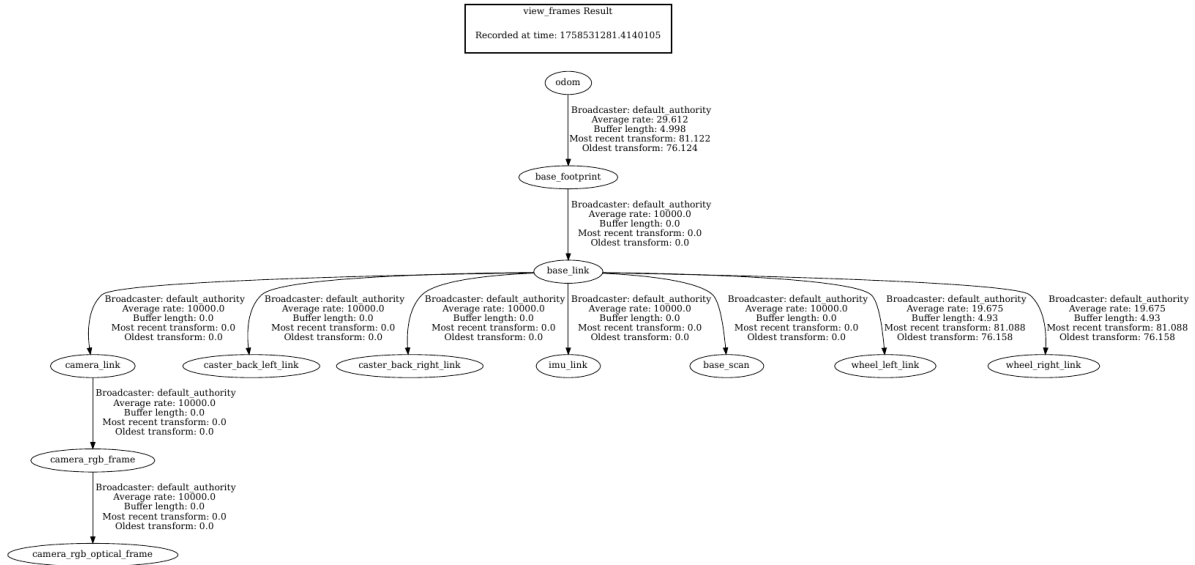 view_frames Result
Recorded at time: 1758531281.4140105
odom
Broadcaster: default_authority
Average rate: 29.612
Buffer length: 4.998
Most recent transform: 81.122
Oldest transform: 76.124
base_footprint
Broadcaster: default_authority
Average rate: 10000.0
Buffer length: 0.0
Most recent transform: 0.0
Oldest transform: 0.0
base_link
Broadcaster: default_authority
Average rate: 10000.0
Buffer length: 0.0
Most recent transform: 0.0
Oldest transform: 0.0
Broadcaster: default_authority
Average rate: 10000.0
Buffer length: 0.0
Most recent transform: 0.0
Oldest transform: 0.0
Broadcaster: default_authority
Average rate: 10000.0
Buffer length: 0.0
Most recent transform: 0.0
Oldest transform: 0.0
Broadcaster: default_authority
Average rate: 10000.0
Buffer length: 0.0
Most recent transform: 0.0
Oldest transform: 0.0
Broadcaster: default_authority
Average rate: 10000.0
Buffer length: 0.0
Most recent transform: 0.0
Oldest transform: 0.0
Broadcaster: default_authority
Average rate: 19.675
Buffer length: 4.93
Most recent transform: 81.088
Oldest transform: 76.158
Broadcaster: default_authority
Average rate: 19.675
Buffer length: 4.93
Most recent transform: 81.088
Oldest transform: 76.158
camera_link
caster_back_left_link
caster_back_right_link
imu_link
base_scan
wheel_left_link
wheel_right_link
Broadcaster: default_authority
Average rate: 10000.0
Buffer length: 0.0
Most recent transform: 0.0
Oldest transform: 0.0
camera_rgb_frame
Broadcaster: default_authority
Average rate: 10000.0
Buffer length: 0.0
Most recent transform: 0.0
Oldest transform: 0.0
camera_rgb_optical_frame